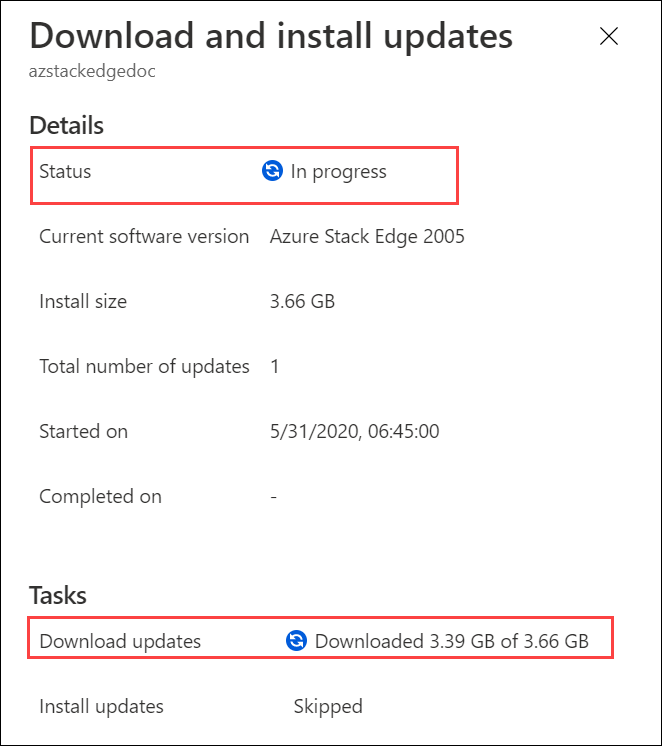 Download and install updates
azstackedgedoc
Details
Status In progress
Current software version Azure Stack Edge 2005
Install size 3.66 GB
Total number of updates 1
Started on 5/31/2020, 06:45:00
Completed on -
Tasks
Download updates Downloaded 3.39 GB of 3.66 GB
Install updates Skipped